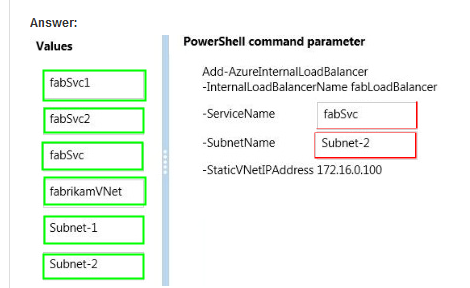 Answer:
Values
fabSvc1
fabSvc2
fabSvc
fabrikamVNet
Subnet-1
Subnet-2
PowerShell command parameter
Add-AzureInternalLoadBalancer
-InternalLoadBalancerName fabLoadBalancer
-ServiceName fabSvc
-SubnetName Subnet-2
-StaticVNetIPAddress 172.16.0.100